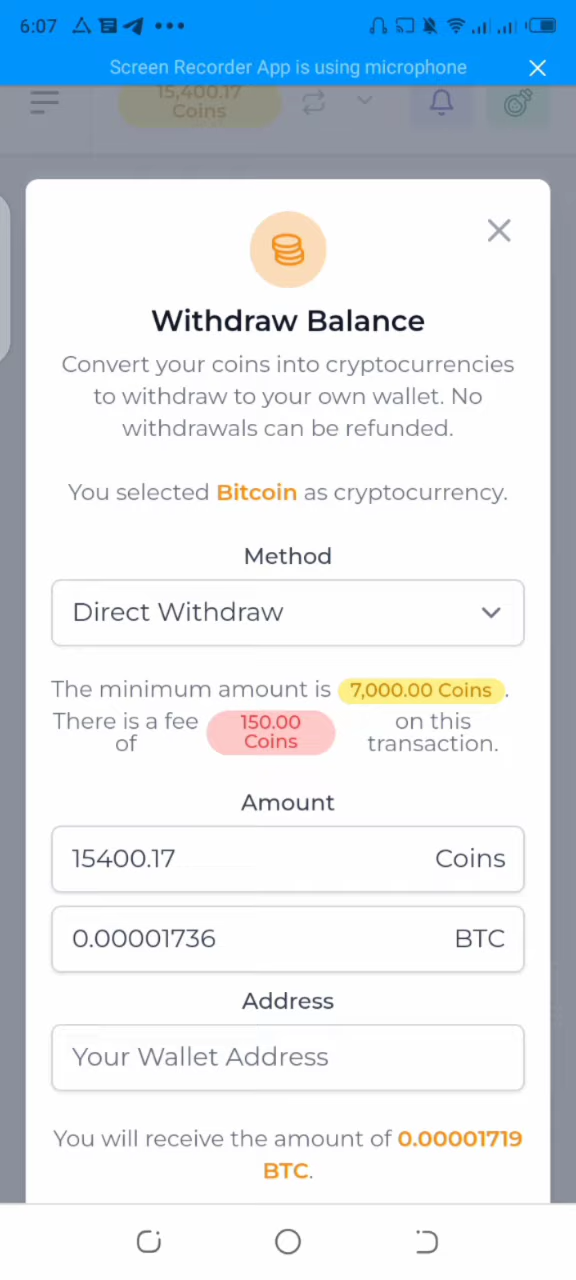 6:07
Screen Recorder App is using microphone
15,400.17
Coins
Withdraw Balance
Convert your coins into cryptocurrencies
to withdraw to your own wallet. No
withdrawals can be refunded.
You selected Bitcoin as cryptocurrency.
Method
Direct Withdraw
The minimum amount is 7,000.00 Coins .
There is a fee of 150.00 Coins on this transaction.
Amount
15400.17 Coins
0.00001736 BTC
Address
Your Wallet Address
You will receive the amount of 0.00001719
BTC.